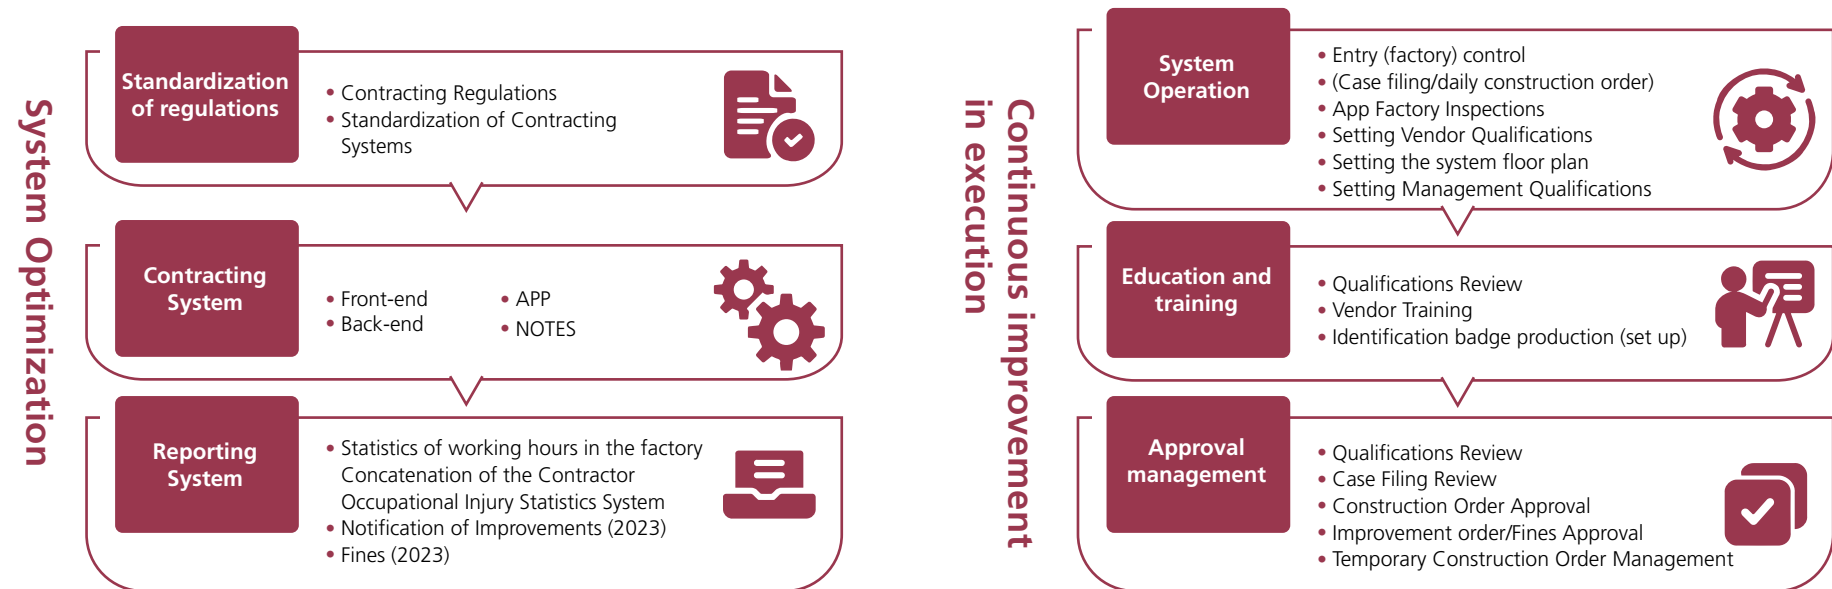 System Optimization
Standardization
of regulations
• Contracting Regulations
• Standardization of Contracting
Systems
Contracting
System
• Front-end
• Back-end
• APP
• NOTES
Reporting
System
• Statistics of working hours in the factory
Concatenation of the Contractor
Occupational Injury Statistics System
• Notification of Improvements (2023)
• Fines (2023)
Continuous improvement
in execution
System
Operation
• Entry (factory) control
• (Case filing/daily construction order)
• App Factory Inspections
• Setting Vendor Qualifications
• Setting the system floor plan
• Setting Management Qualifications
Education and
training
• Qualifications Review
• Vendor Training
• Identification badge production (set up)
Approval
management
• Qualifications Review
• Case Filing Review
• Construction Order Approval
• Improvement order/Fines Approval
• Temporary Construction Order Management